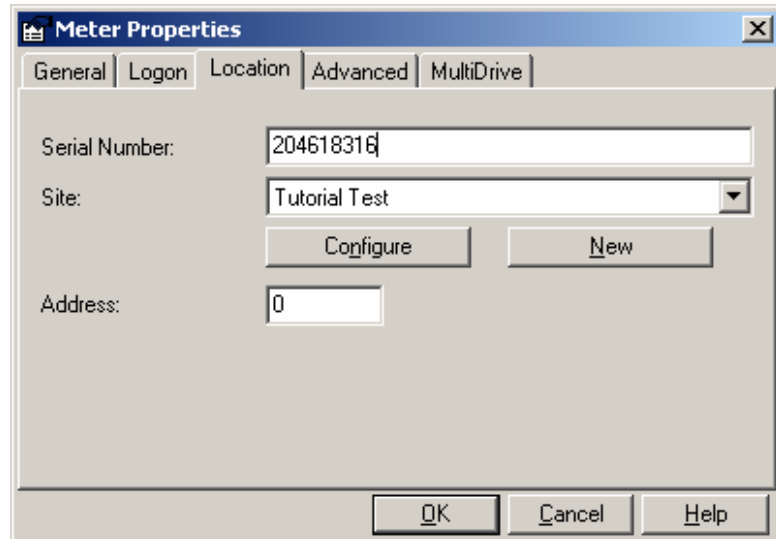 Meter Properties
General Logon Location Advanced MultiDrive
Serial Number: 204618316
Site: Tutorial Test
Configure New
Address: 0
OK Cancel Help